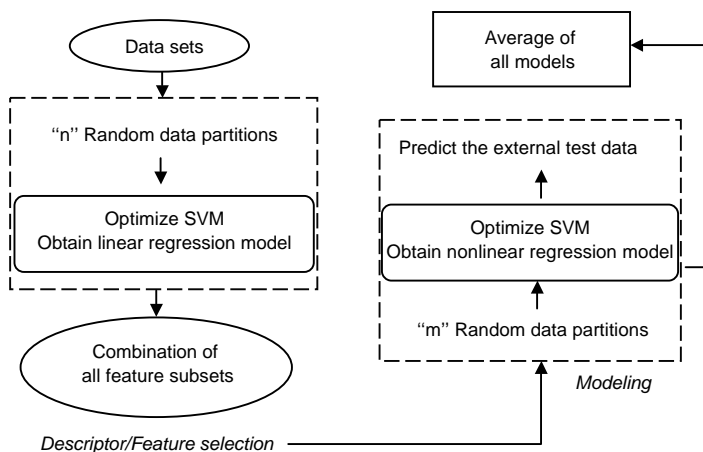 Data sets
"n" Random data partitions
Optimize SVM
Obtain linear regression model
Combination of
all feature subsets
Descriptor/Feature selection
Average of
all models
Predict the external test data
Optimize SVM
Obtain nonlinear regression model
"m" Random data partitions
Modeling